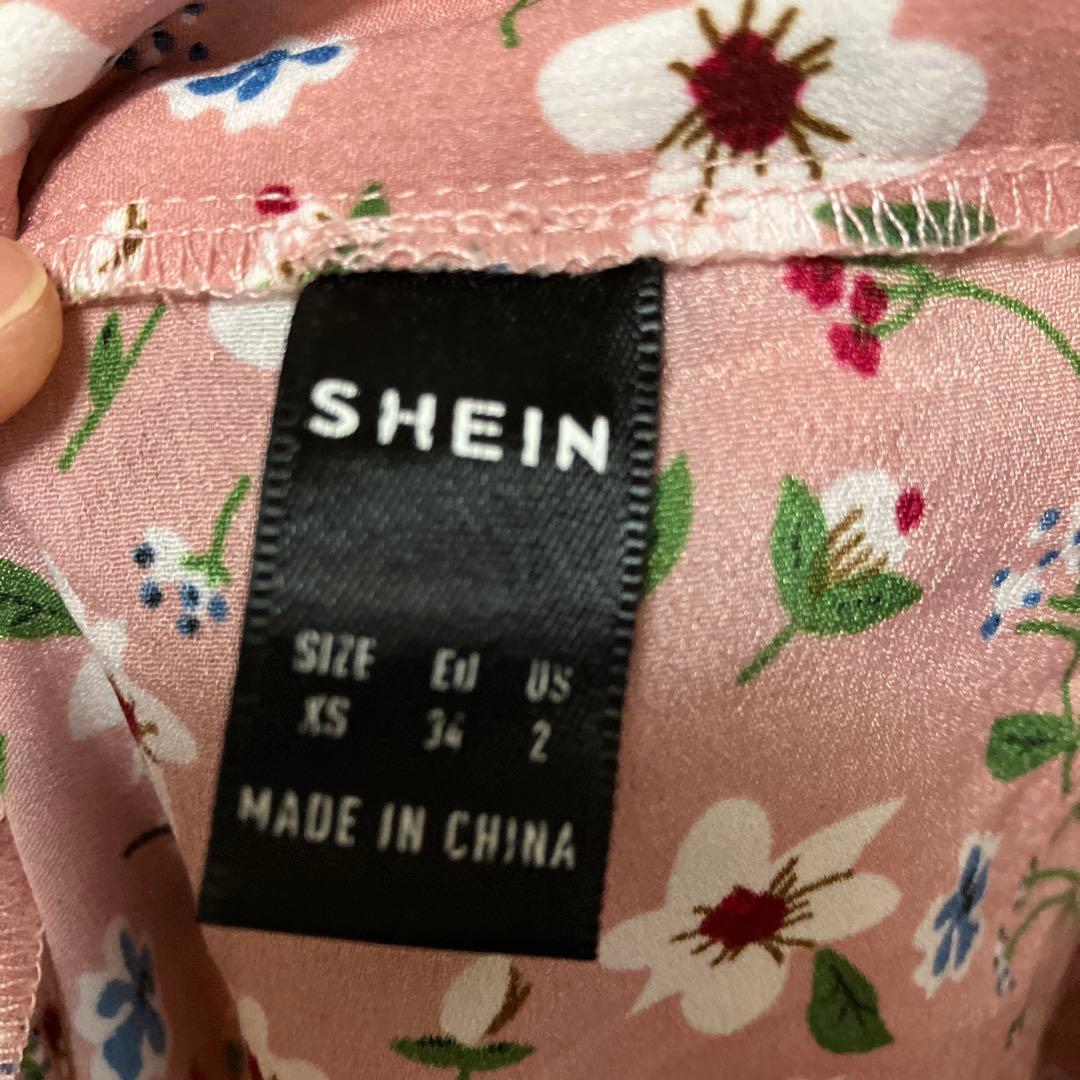 SHEIN
SIZE EU US
XS 34 2
MADE IN CHINA